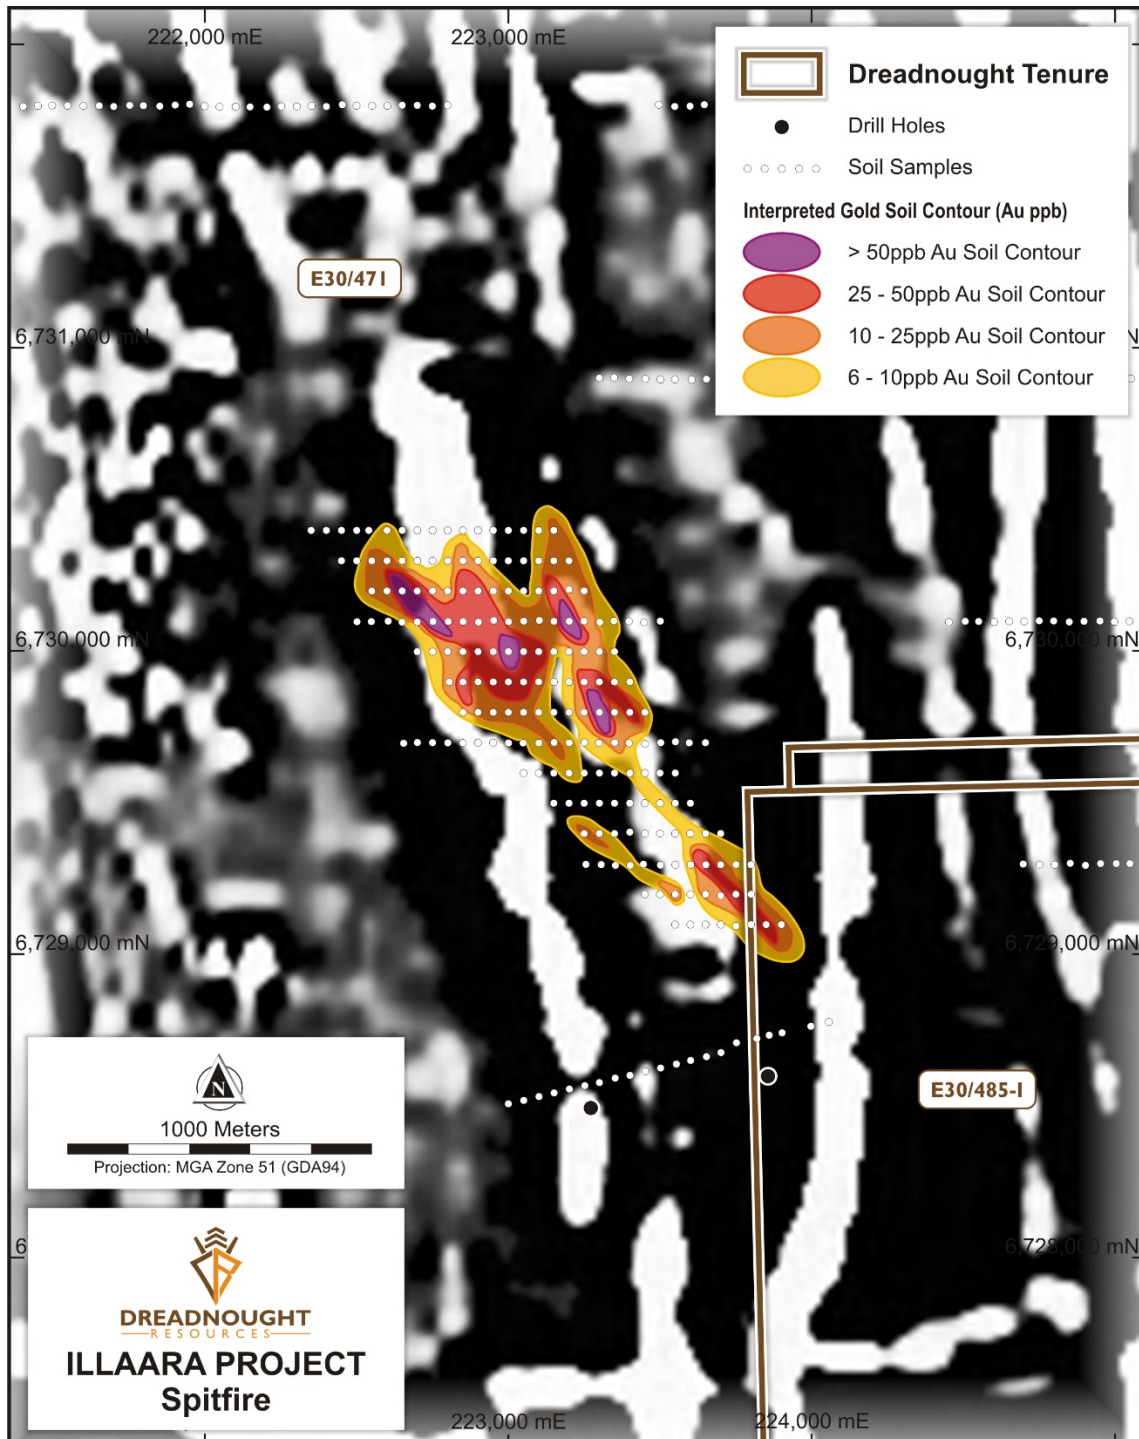 222,000 mE
223,000 mE
Dreadnought Tenure
Drill Holes
Soil Samples
Interpreted Gold Soil Contour (Au ppb)
> 50ppb Au Soil Contour
25 - 50ppb Au Soil Contour
10 - 25ppb Au Soil Contour
6 - 10ppb Au Soil Contour
E30/471
6,731,000 mN
N
6,730,000 mN
6,730,000 mN
6,729,000 mN
6,729,000 mN
E30/485-I
N
1000 Meters
Projection: MGA Zone 51 (GDA94)
6
6,728,000 mN
DREADNOUGHT
RESOURCES
ILLAARA PROJECT
Spitfire
223,000 mE
224,000 mE